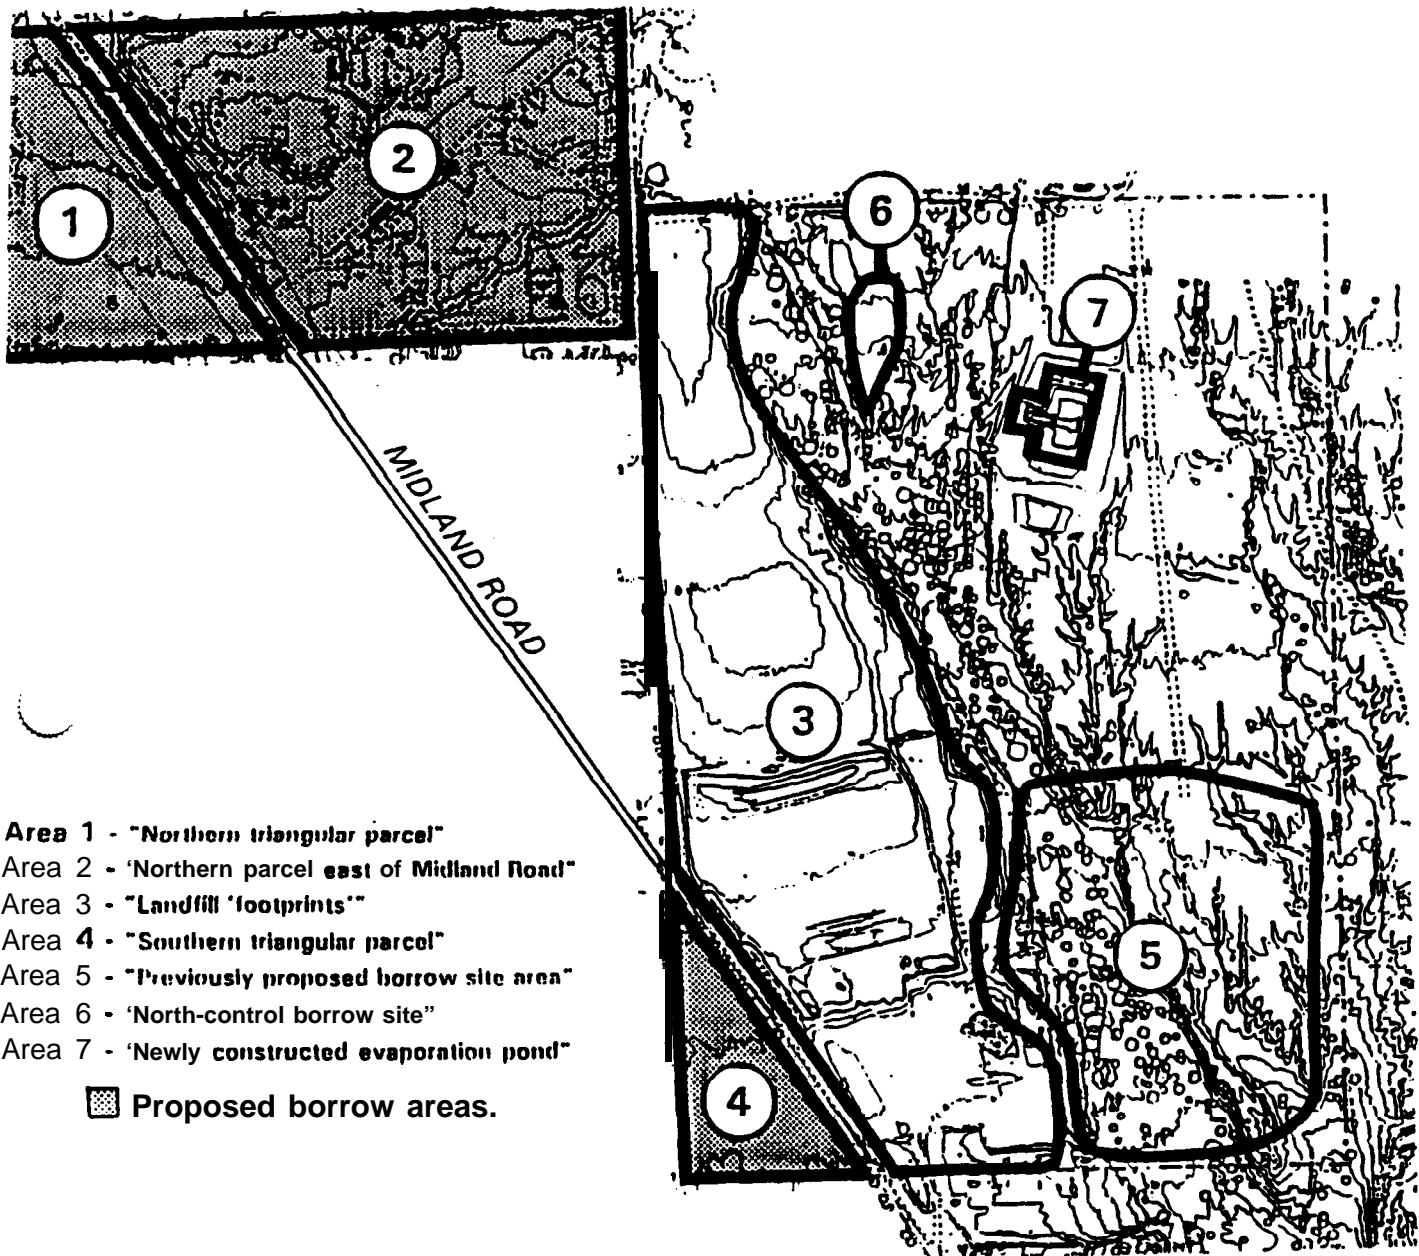 1
2
6
7
MIDLAND ROAD
3
5
4
Area 1 - "Northern triangular parcel"
Area 2 - 'Northern parcel east of Midland Road"
Area 3 - "Landfill 'footprints'"
Area 4 - "Southern triangular parcel"
Area 5 - "Previously proposed borrow site area"
Area 6 - 'North-control borrow site"
Area 7 - 'Newly constructed evaporation pond"
Proposed borrow areas.